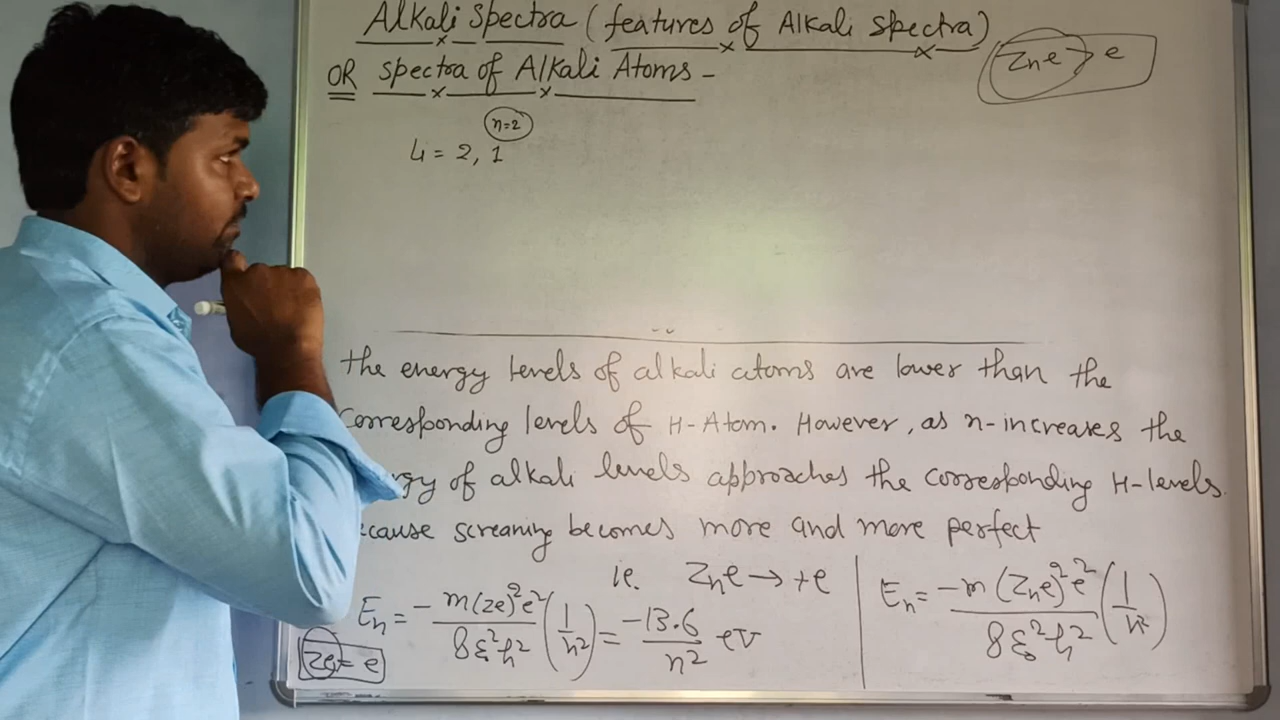 Alkali Spectra (features of Alkali Spectra)
Zne > e
OR Spectra of Alkali Atoms -
n=2
Li = 2, 1
the energy levels of alkali atoms are lower than the
Corresponding levels of H-Atom. However, as n-increases the
of alkali levels approaches the corresponding H-levels.
screaning becomes more and more perfect
ie. Zne → +e
En = -m(ze)²e²/8ε₀²h² (1/n²) = -13.6/n² eV
En = -m(Zne)²e²/8ε₀²h² (1/n²)
Ze = e